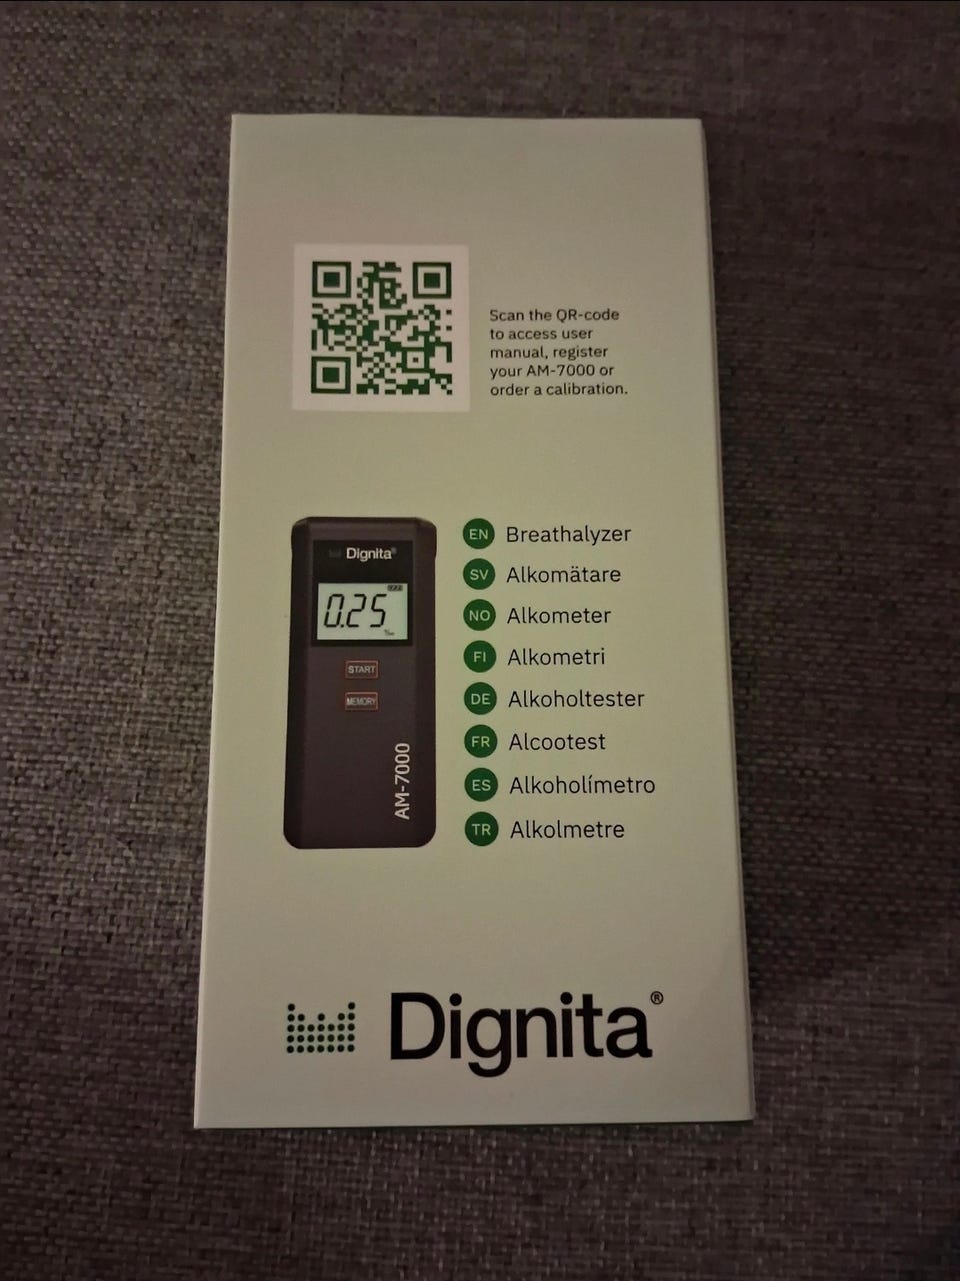 Scan the QR-code
to access user
manual, register
your AM-7000 or
order a calibration.
Dignita®
0.25
‰
START
MEMORY
AM-7000
EN Breathalyzer
SV Alkomätare
NO Alkometer
FI Alkometri
DE Alkoholtester
FR Alcootest
ES Alkoholímetro
TR Alkolmetre
Dignita®